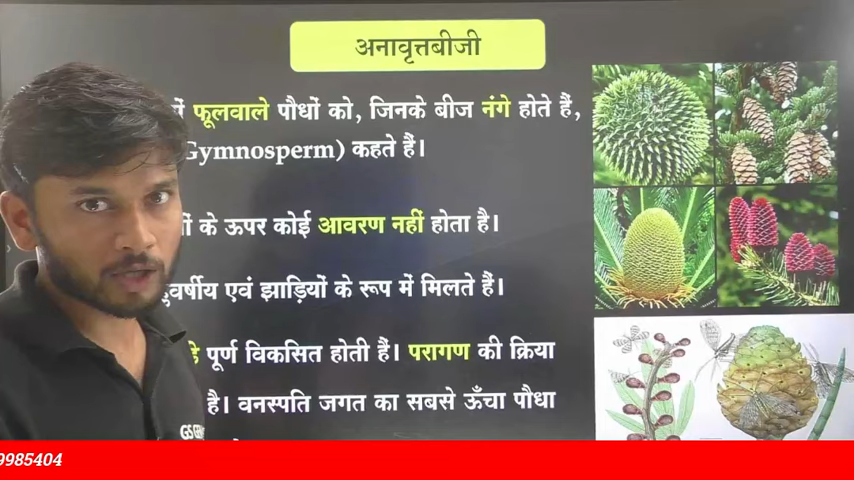 अनावृत्तबीजी
फूलवाले पौधों को, जिनके बीज नंगे होते हैं,
Gymnosperm) कहते हैं।
के ऊपर कोई आवरण नहीं होता है।
एवं झाड़ियों के रूप में मिलते हैं।
पूर्ण विकसित होती हैं। परागण की क्रिया
है। वनस्पति जगत का सबसे ऊँचा पौधा
9985404